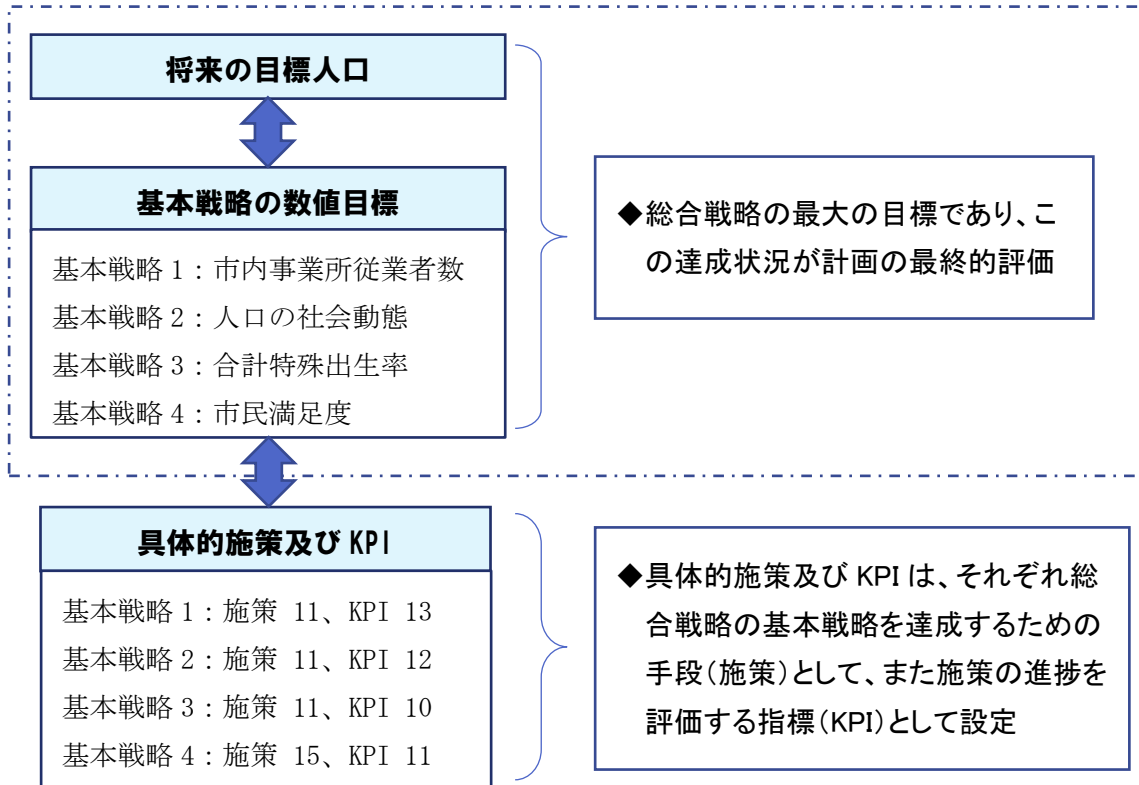 将来の目標人口
基本戦略の数値目標
基本戦略 1：市内事業所従業者数
基本戦略 2：人口の社会動態
基本戦略 3：合計特殊出生率
基本戦略 4：市民満足度
◆総合戦略の最大の目標であり、こ
の達成状況が計画の最終的評価
具体的施策及び KPI
基本戦略 1：施策 11、KPI 13
基本戦略 2：施策 11、KPI 12
基本戦略 3：施策 11、KPI 10
基本戦略 4：施策 15、KPI 11
◆具体的施策及び KPI は、それぞれ総
合戦略の基本戦略を達成するための
手段（施策）として、また施策の進捗を
評価する指標（KPI）として設定